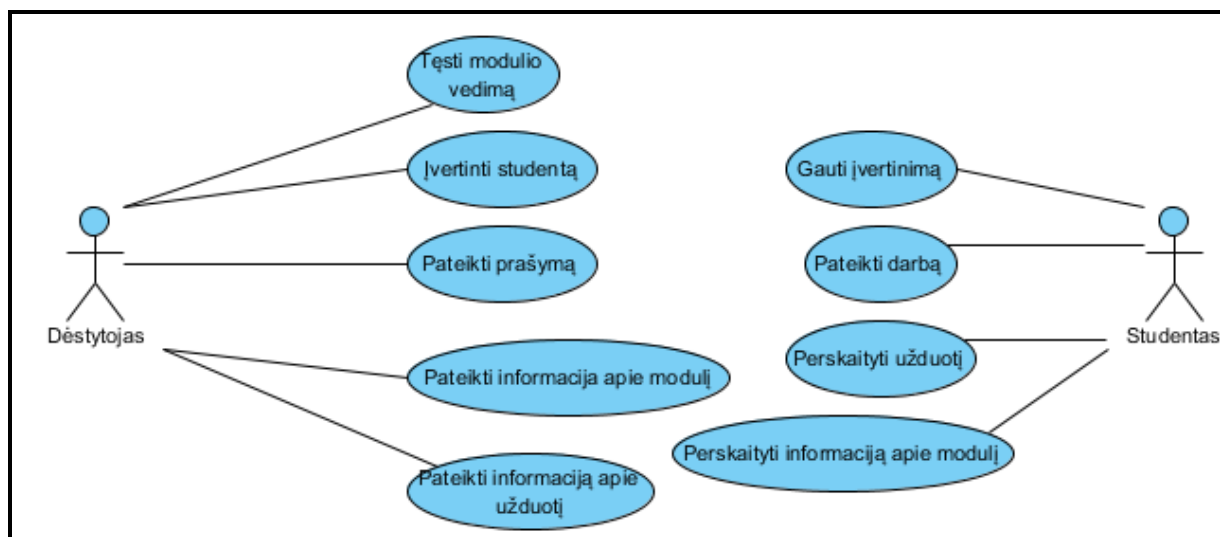 Tęsti modulio
vedimą
Įvertinti studentą
Gauti įvertinimą
Pateikti prašymą
Pateikti darbą
Dėstytojas
Studentas
Perskaityti užduotį
Pateikti informacija apie modulį
Perskaityti informaciją apie modulį
Pateikti informaciją apie
užduotį